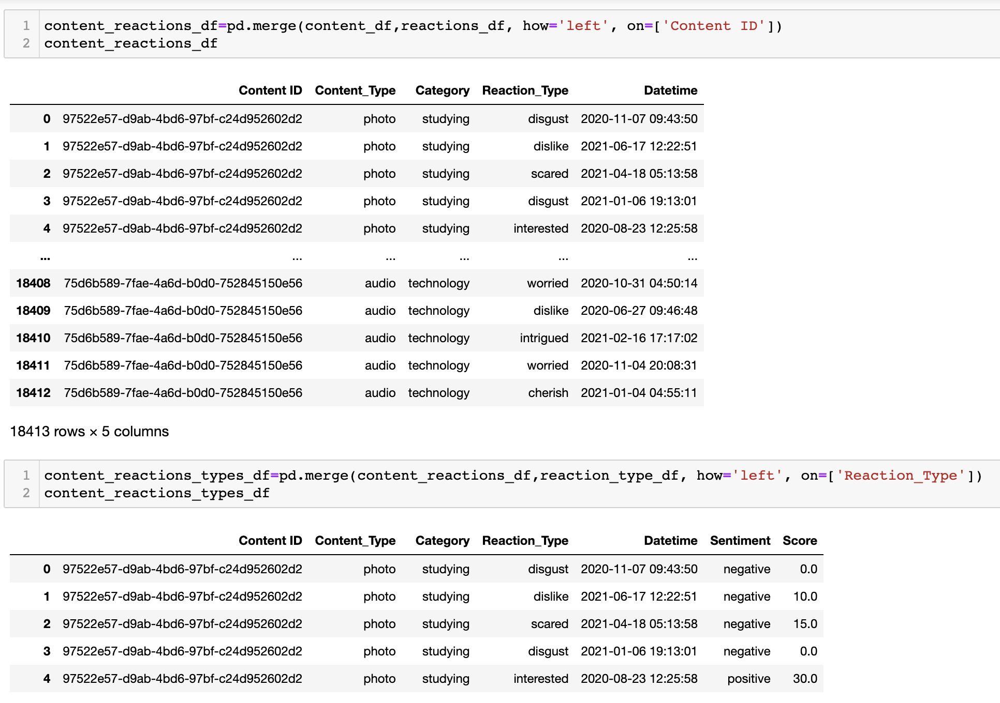 1 content_reactions_df=pd.merge(content_df,reactions_df, how='left', on=['Content ID'])
2 content_reactions_df
Content ID Content_Type Category Reaction_Type Datetime
0 97522e57-d9ab-4bd6-97bf-c24d952602d2 photo studying disgust 2020-11-07 09:43:50
1 97522e57-d9ab-4bd6-97bf-c24d952602d2 photo studying dislike 2021-06-17 12:22:51
2 97522e57-d9ab-4bd6-97bf-c24d952602d2 photo studying scared 2021-04-18 05:13:58
3 97522e57-d9ab-4bd6-97bf-c24d952602d2 photo studying disgust 2021-01-06 19:13:01
4 97522e57-d9ab-4bd6-97bf-c24d952602d2 photo studying interested 2020-08-23 12:25:58
... ... ... ... ... ...
18408 75d6b589-7fae-4a6d-b0d0-752845150e56 audio technology worried 2020-10-31 04:50:14
18409 75d6b589-7fae-4a6d-b0d0-752845150e56 audio technology dislike 2020-06-27 09:46:48
18410 75d6b589-7fae-4a6d-b0d0-752845150e56 audio technology intrigued 2021-02-16 17:17:02
18411 75d6b589-7fae-4a6d-b0d0-752845150e56 audio technology worried 2020-11-04 20:08:31
18412 75d6b589-7fae-4a6d-b0d0-752845150e56 audio technology cherish 2021-01-04 04:55:11
18413 rows × 5 columns
1 content_reactions_types_df=pd.merge(content_reactions_df,reaction_type_df, how='left', on=['Reaction_Type'])
2 content_reactions_types_df
Content ID Content_Type Category Reaction_Type Datetime Sentiment Score
0 97522e57-d9ab-4bd6-97bf-c24d952602d2 photo studying disgust 2020-11-07 09:43:50 negative 0.0
1 97522e57-d9ab-4bd6-97bf-c24d952602d2 photo studying dislike 2021-06-17 12:22:51 negative 10.0
2 97522e57-d9ab-4bd6-97bf-c24d952602d2 photo studying scared 2021-04-18 05:13:58 negative 15.0
3 97522e57-d9ab-4bd6-97bf-c24d952602d2 photo studying disgust 2021-01-06 19:13:01 negative 0.0
4 97522e57-d9ab-4bd6-97bf-c24d952602d2 photo studying interested 2020-08-23 12:25:58 positive 30.0